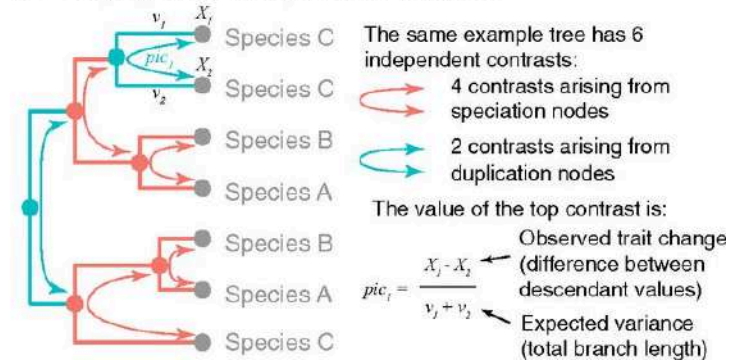 v₁ X₁
Species C
pic₁
X₂
v₂
Species C
Species B
Species A
Species B
Species A
Species C
The same example tree has 6
independent contrasts:
4 contrasts arising from
speciation nodes
2 contrasts arising from
duplication nodes
The value of the top contrast is:
Observed trait change
(difference between
descendant values)
pic₁ = X₁ - X₂ / v₁ + v₂
Expected variance
(total branch length)